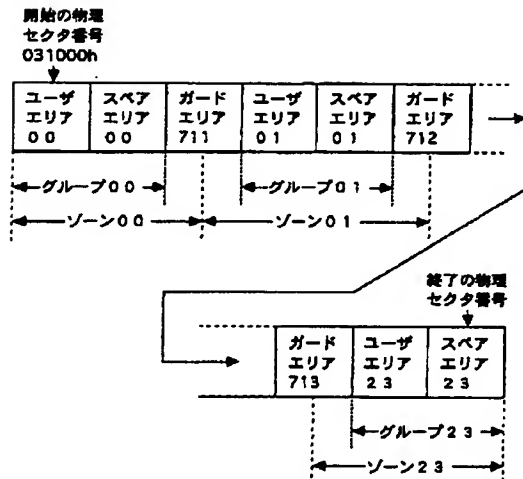 開始の物理
セクタ番号
031000h
ユーザ
エリア
００
スペア
エリア
００
ガード
エリア
711
ユーザ
エリア
０１
スペア
エリア
０１
ガード
エリア
712
グループ００
グループ０１
ゾーン００
ゾーン０１
終了の物理
セクタ番号
ガード
エリア
713
ユーザ
エリア
２３
スペア
エリア
２３
グループ２３
ゾーン２３